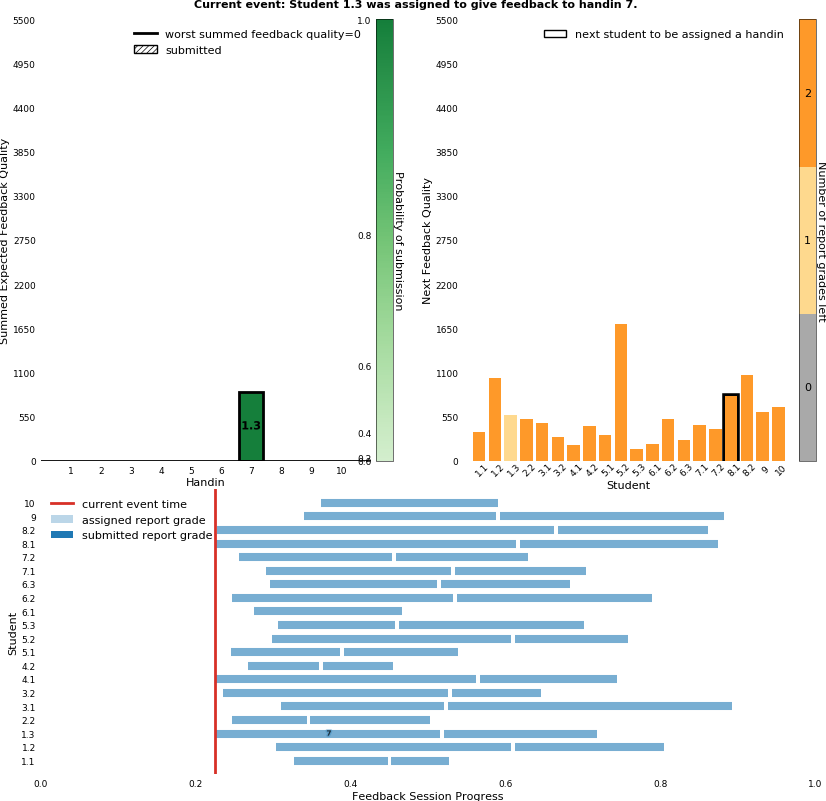 Current event: Student 1.3 was assigned to give feedback to handin 7.
5500
4950
4400
3850
3300
2750
2200
1650
1100
550
0
Summed Expected Feedback Quality
worst summed feedback quality=0
submitted
1.3
1 2 3 4 5 6 7 8 9 10
Handin
1.0
0.8
0.6
0.4
0.2
0.0
Probability of submission
5500
4950
4400
3850
3300
2750
2200
1650
1100
550
0
Next Feedback Quality
next student to be assigned a handin
1.1 1.2 1.3 2.2 3.1 3.2 4.1 4.2 5.1 5.2 5.3 6.1 6.2 6.3 7.1 7.2 8.1 8.2 9 10
Student
2
1
0
Number of report grades left
current event time
assigned report grade
submitted report grade
10
9
8.2
8.1
7.2
7.1
6.3
6.2
6.1
5.3
5.2
5.1
4.2
4.1
3.2
3.1
2.2
1.3
1.2
1.1
Student
7
0.0 0.2 0.4 0.6 0.8 1.0
Feedback Session Progress